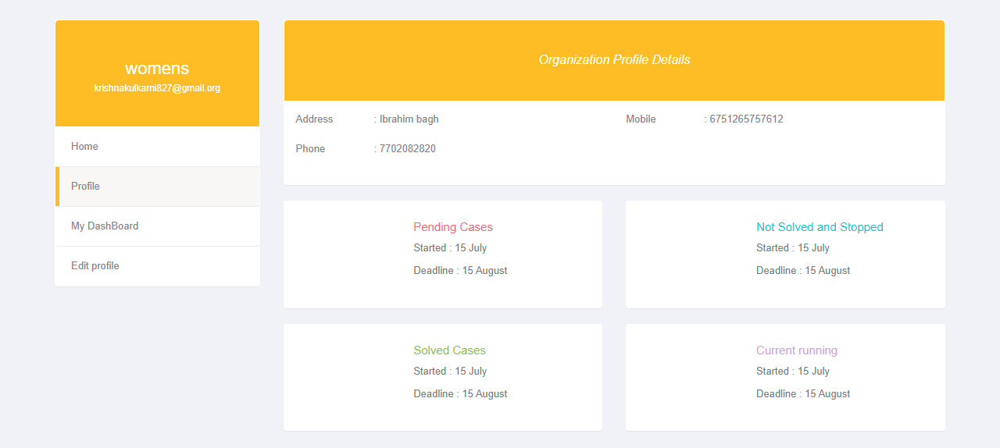 womens
krishnakulkarni827@gmail.org
Home
Profile
My DashBoard
Edit profile
Organization Profile Details
Address : Ibrahim bagh
Mobile : 6751265757612
Phone : 7702082820
Pending Cases
Started : 15 July
Deadline : 15 August
Not Solved and Stopped
Started : 15 July
Deadline : 15 August
Solved Cases
Started : 15 July
Deadline : 15 August
Current running
Started : 15 July
Deadline : 15 August